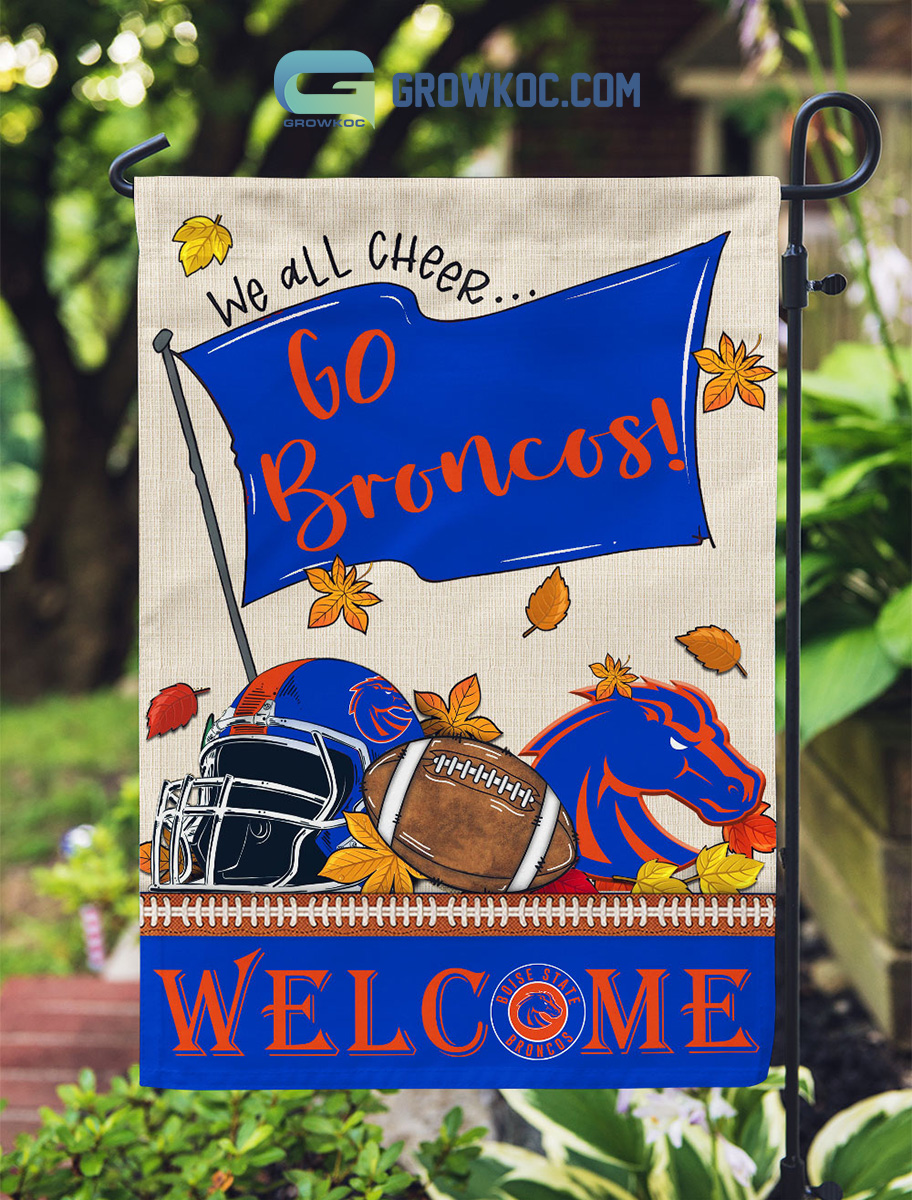 GROWKOC.COM
GROWKOC
We all Cheer...
Go
Broncos!
WELCOME
BOISE STATE
BRONCOS